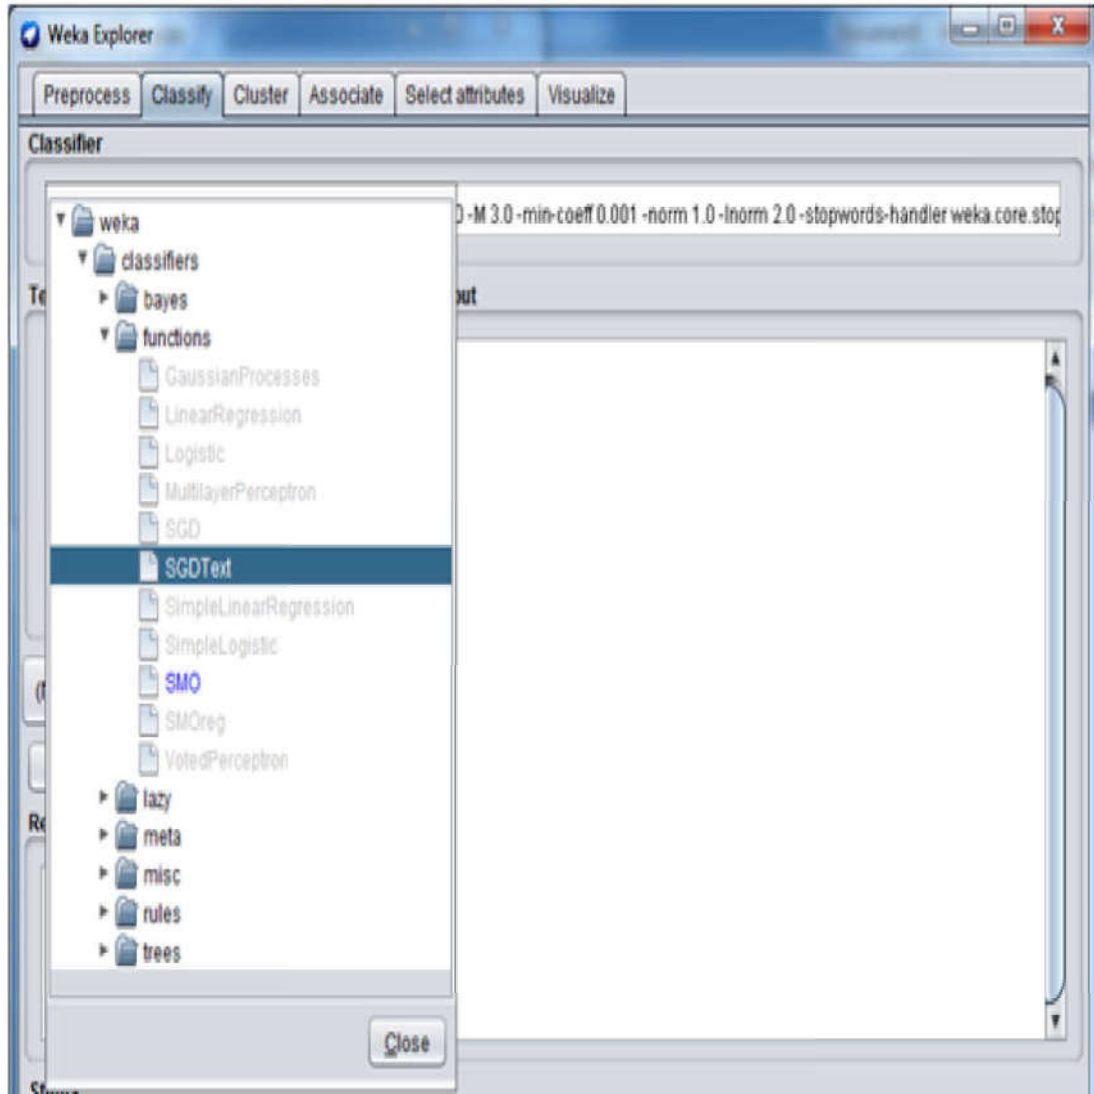 Weka Explorer
Preprocess Classify Cluster Associate Select attributes Visualize
Classifier
-M 3.0 -min-coeff 0.001 -norm 1.0 -lnorm 2.0 -stopwords-handler weka.core.stop
weka
classifiers
bayes
functions
GaussianProcesses
LinearRegression
Logistic
MultilayerPerceptron
SGD
SGDText
SimpleLinearRegression
SimpleLogistic
SMO
SMOreg
VotedPerceptron
lazy
meta
misc
rules
trees
Close